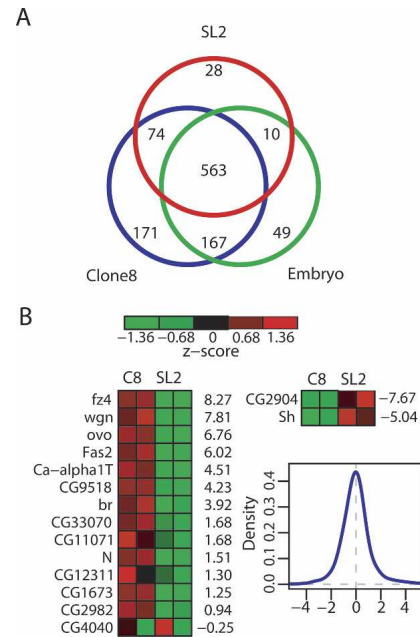 A
SL2
28
74
10
563
171
167
49
Clone8
Embryo
B
−1.36 −0.68 0 0.68 1.36
z−score
C8 SL2
fz4 8.27
wgn 7.81
ovo 6.76
Fas2 6.02
Ca−alpha1T 4.51
CG9518 4.23
br 3.92
CG33070 1.68
CG11071 1.68
N 1.51
CG12311 1.30
CG1673 1.25
CG2982 0.94
CG4040 −0.25
C8 SL2
CG2904 −7.67
Sh −5.04
Density
0.4
0.3
0.2
0.1
0.0
−4 −2 0 2 4